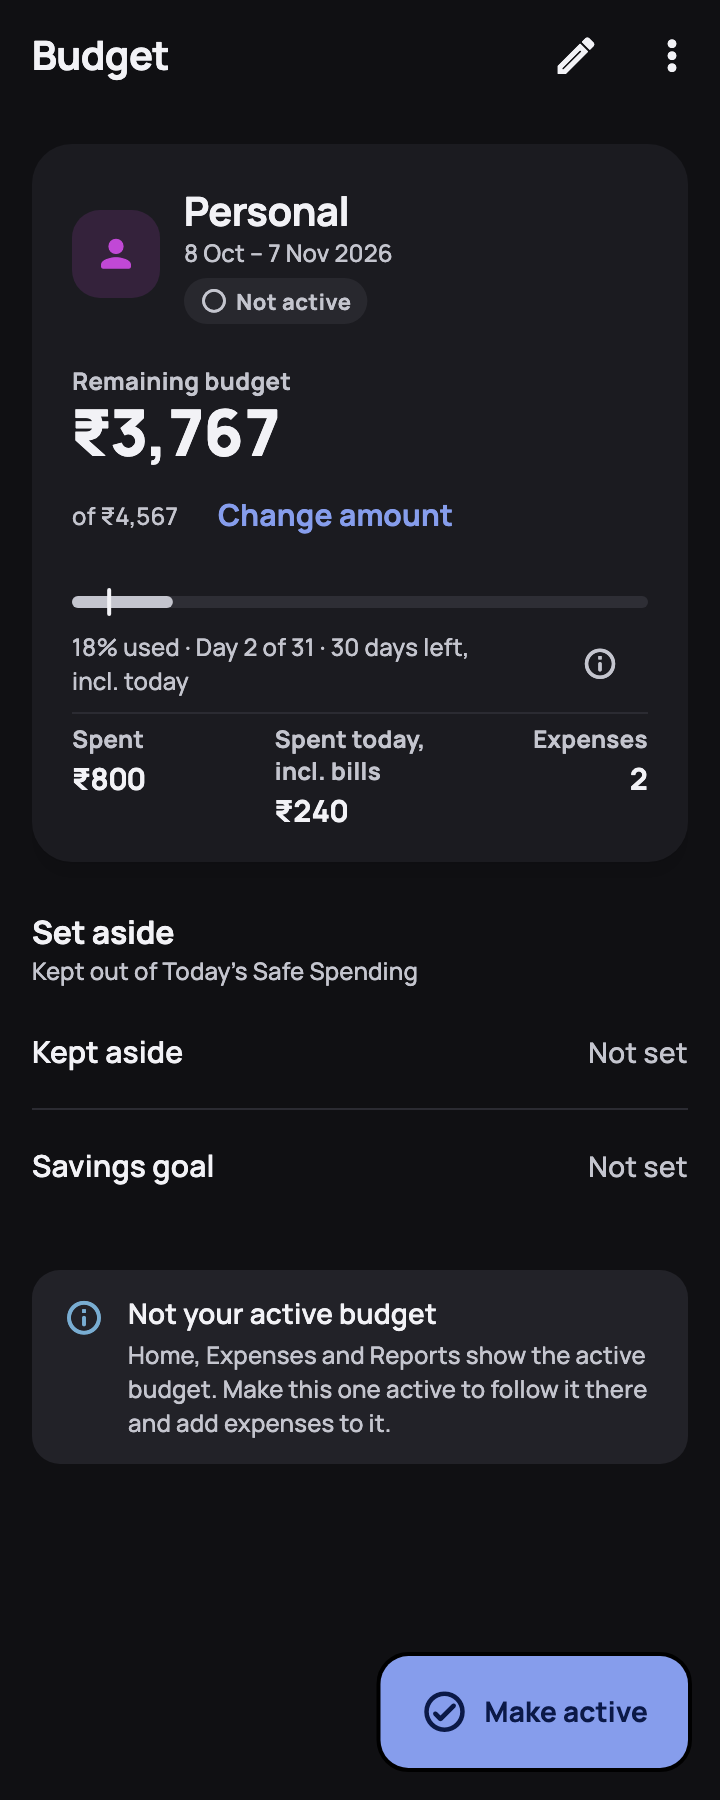 Budget
Personal
8 Oct – 7 Nov 2026
Not active
Remaining budget
₹3,767
of ₹4,567 Change amount
18% used · Day 2 of 31 · 30 days left,
incl. today
Spent
₹800
Spent today,
incl. bills
₹240
Expenses
2
Set aside
Kept out of Today’s Safe Spending
Kept aside Not set
Savings goal Not set
Not your active budget
Home, Expenses and Reports show the active
budget. Make this one active to follow it there
and add expenses to it.
Make active